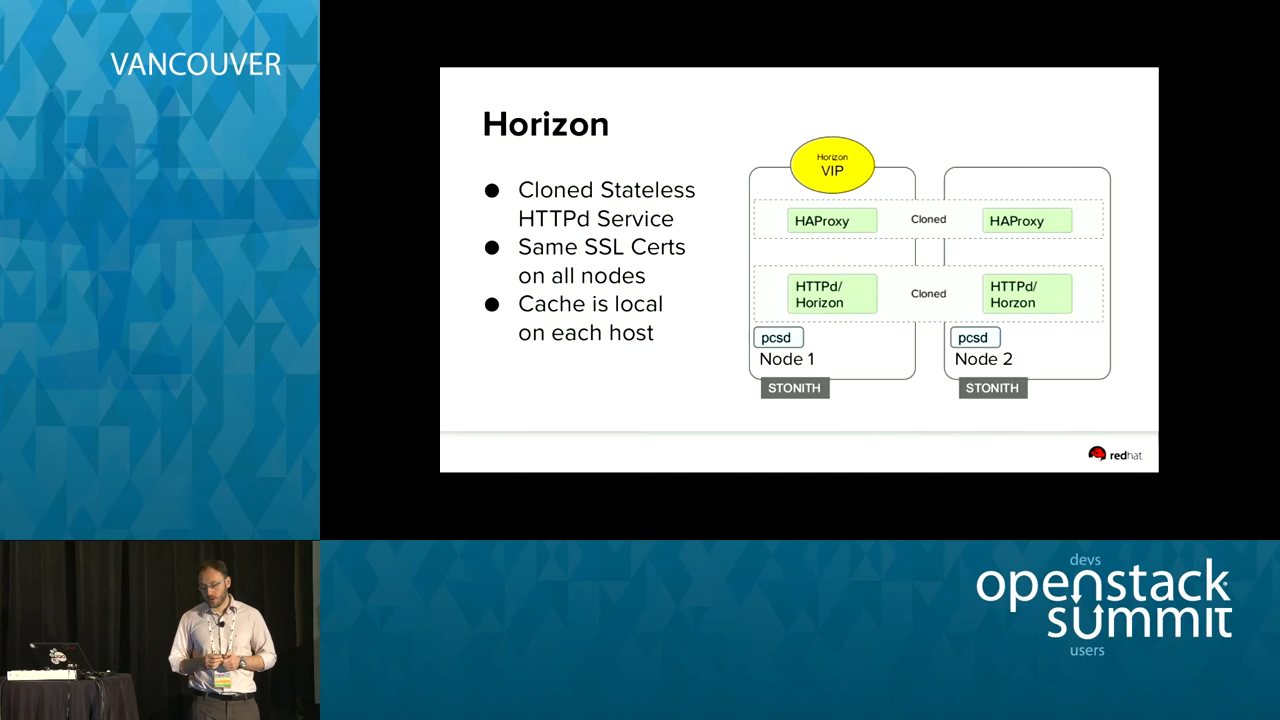 VANCOUVER
Horizon
● Cloned Stateless
HTTPd Service
● Same SSL Certs
on all nodes
● Cache is local
on each host
Horizon
VIP
HAProxy
Cloned
HAProxy
HTTPd/
Horizon
Cloned
HTTPd/
Horzon
pcsd
Node 1
STONITH
pcsd
Node 2
STONITH
redhat
devs
openstack
summit
users